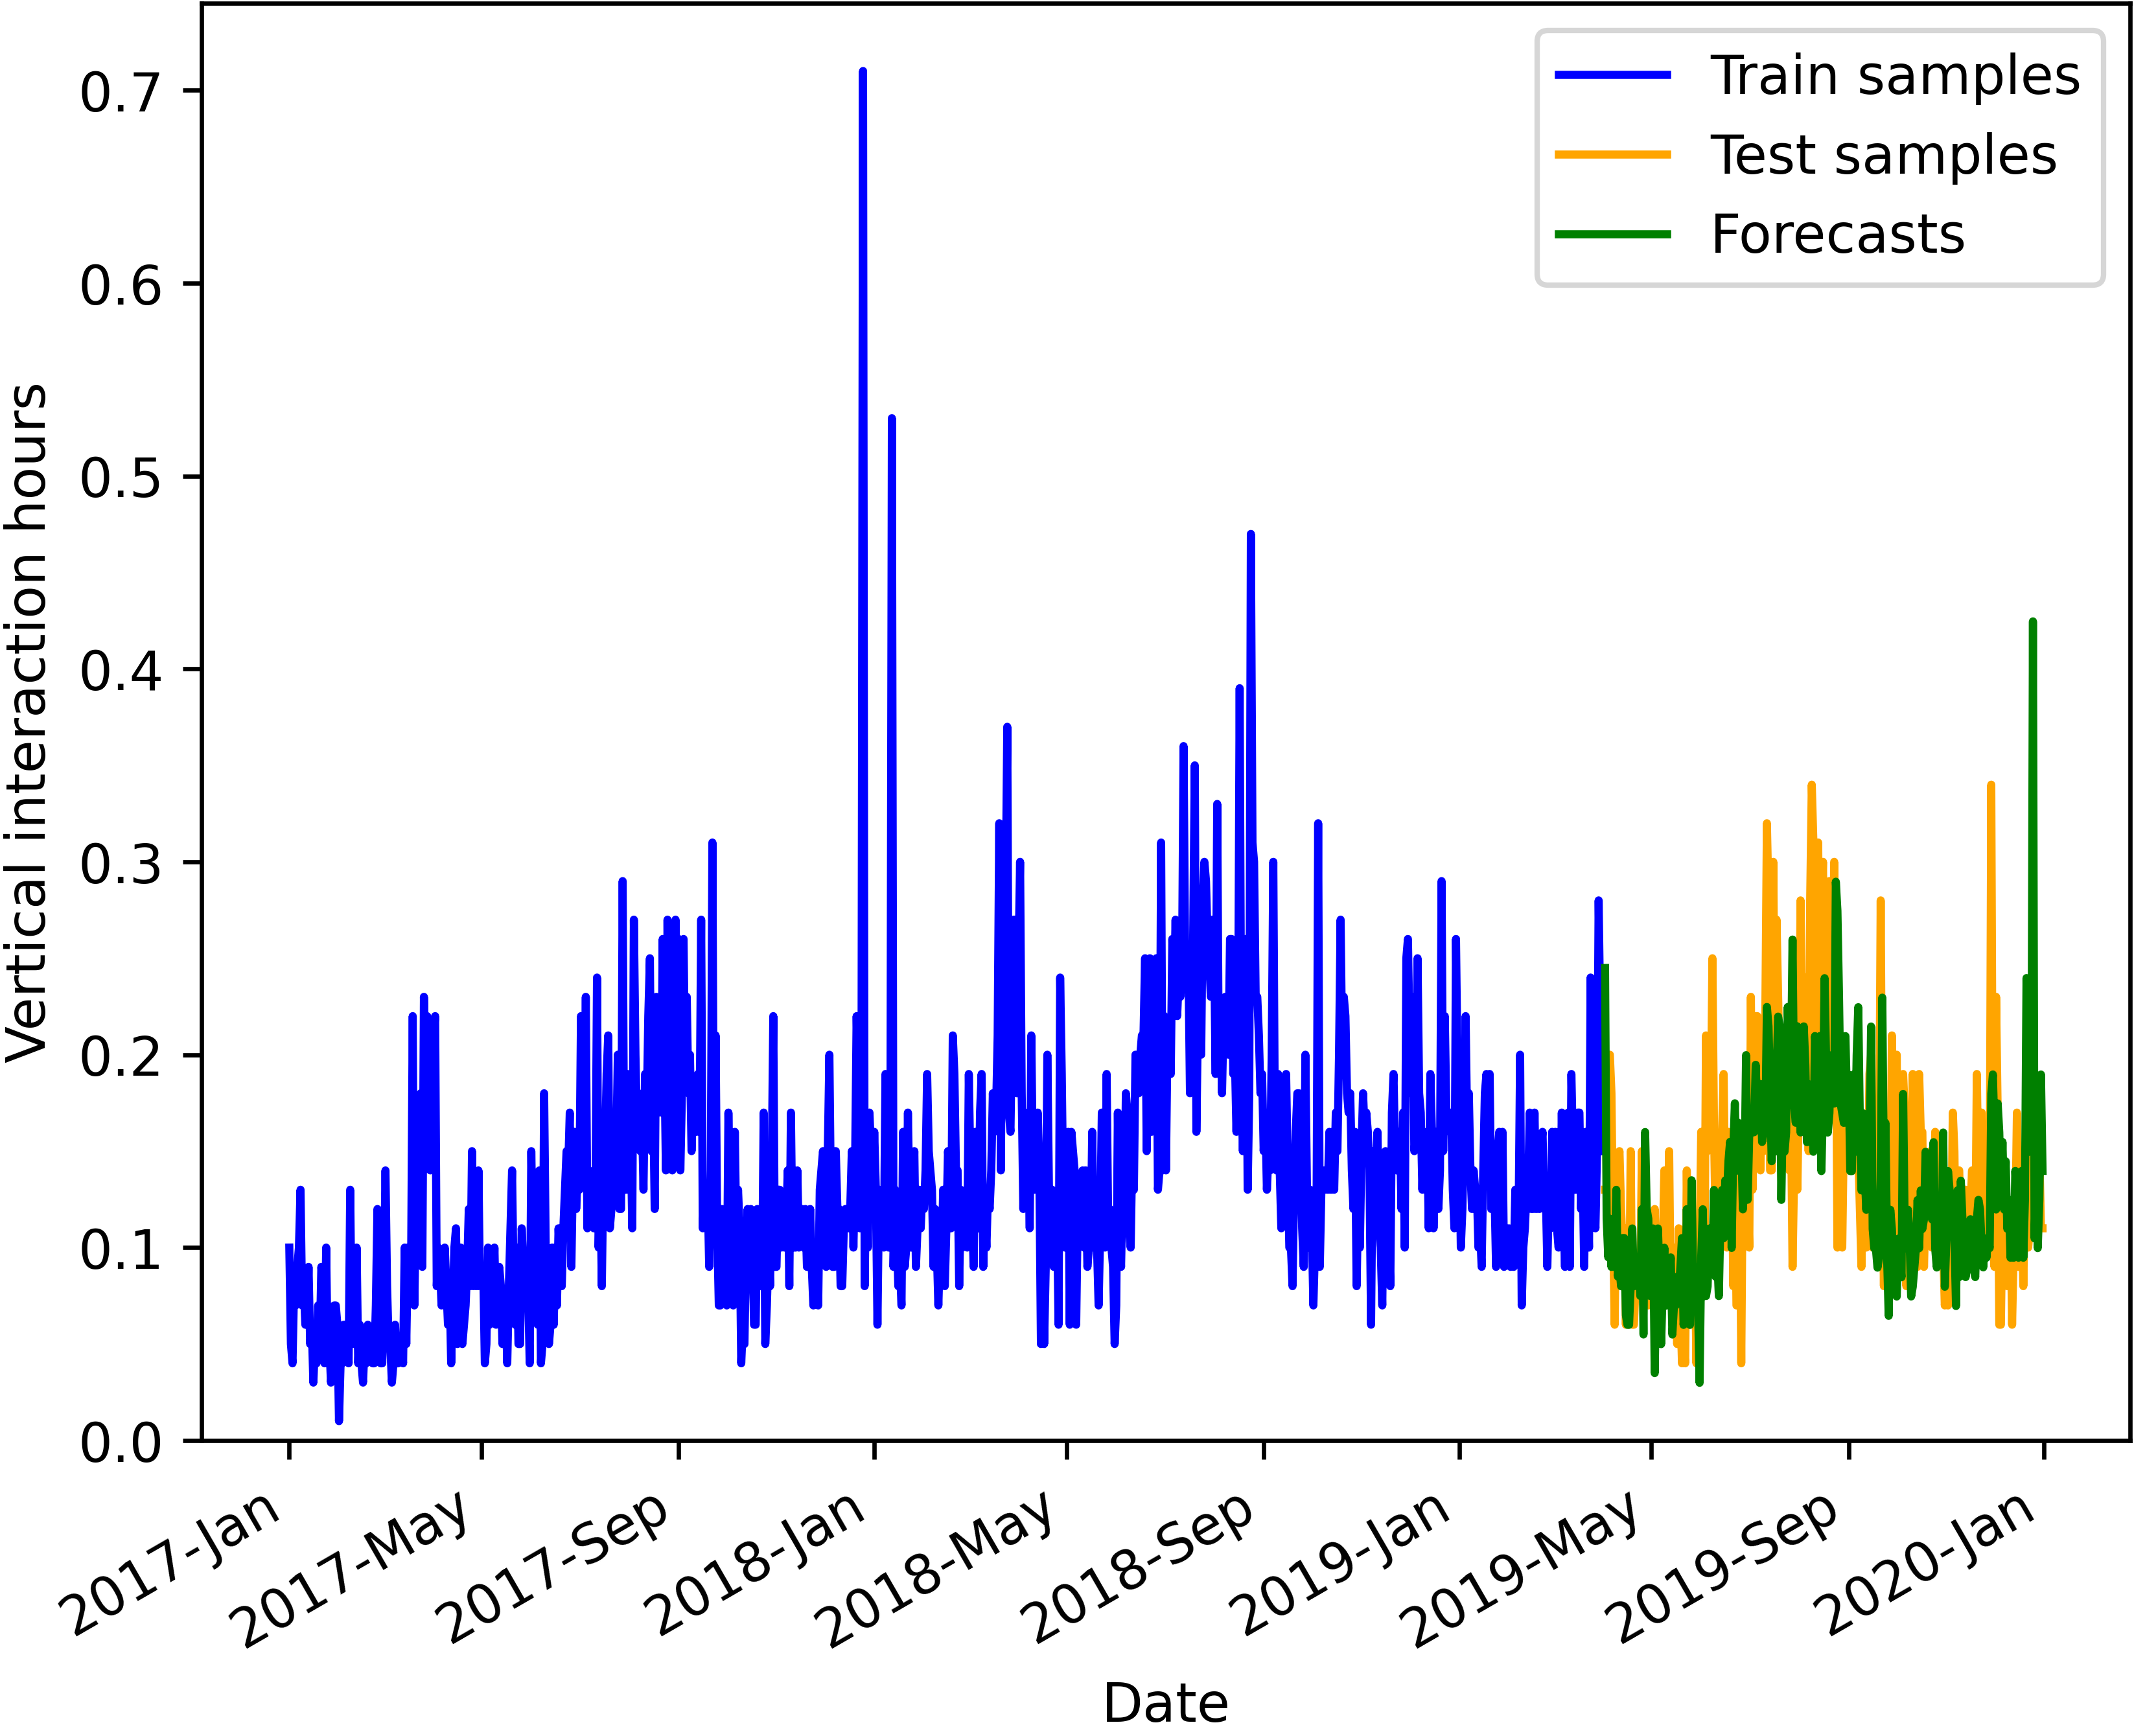 Train samples
Test samples
Forecasts
0.7
0.6
0.5
0.4
0.3
0.2
0.1
0.0
Vertical interaction hours
2017-Jan
2017-May
2017-Sep
2018-Jan
2018-May
2018-Sep
2019-Jan
2019-May
2019-Sep
2020-Jan
Date